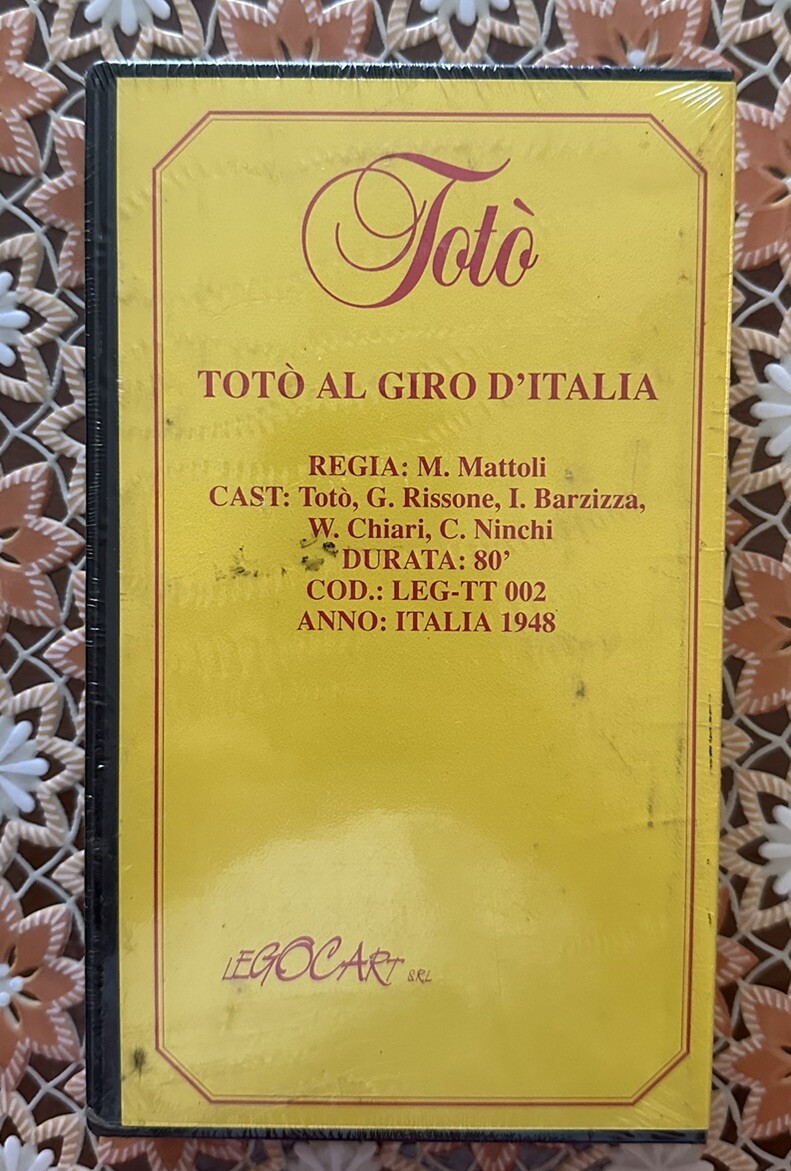 Totò
TOTÒ AL GIRO D'ITALIA
REGIA: M. Mattoli
CAST: Totò, G. Rissone, I. Barzizza,
W. Chiari, C. Ninchi
DURATA: 80'
COD.: LEG-TT 002
ANNO: ITALIA 1948
LEGOCART SRL